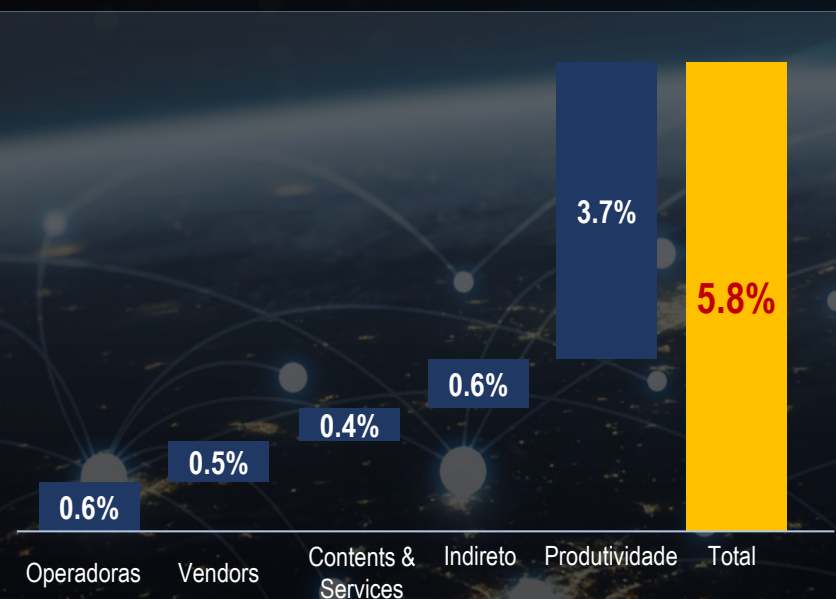 3.7%
5.8%
0.6%
0.4%
0.5%
0.6%
Operadoras
Vendors
Contents &
Services
Indireto
Produtividade
Total